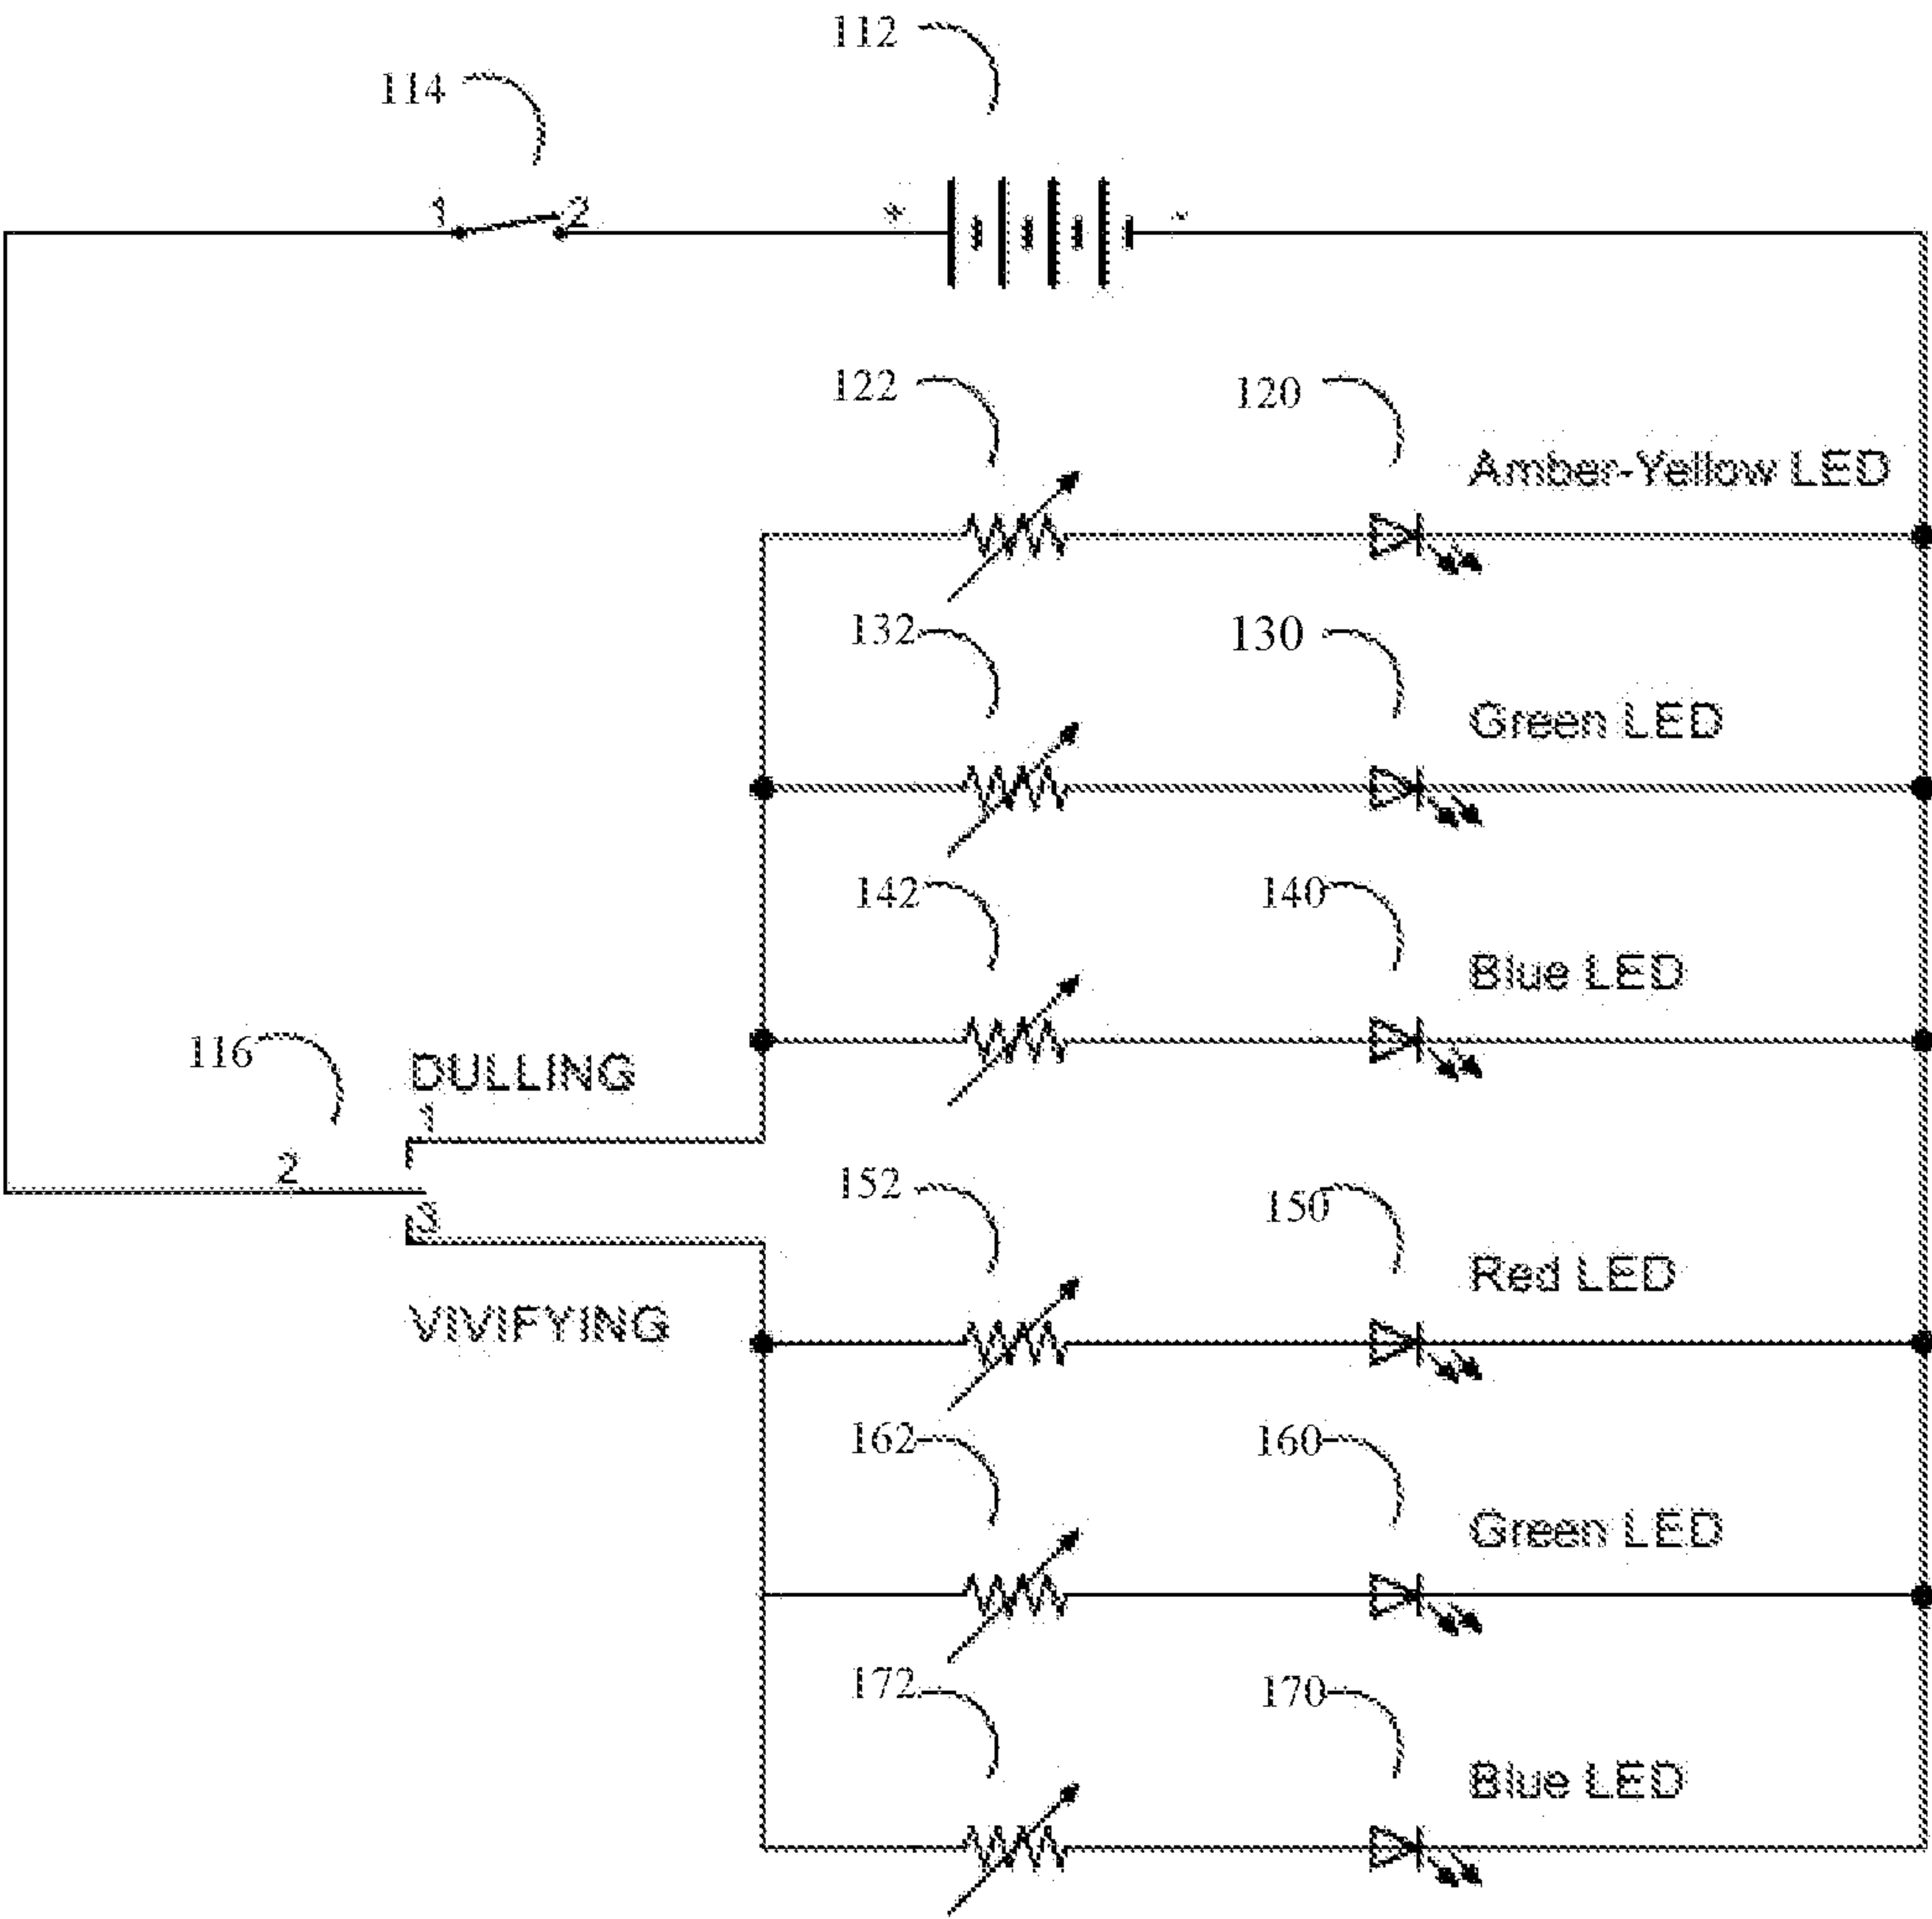 112
114
1
2
+
-
122
120
Amber-Yellow LED
132
130
Green LED
142
140
Blue LED
116
DULLING
1
2
3
152
150
Red LED
VIVIFYING
162
160
Green LED
172
170
Blue LED